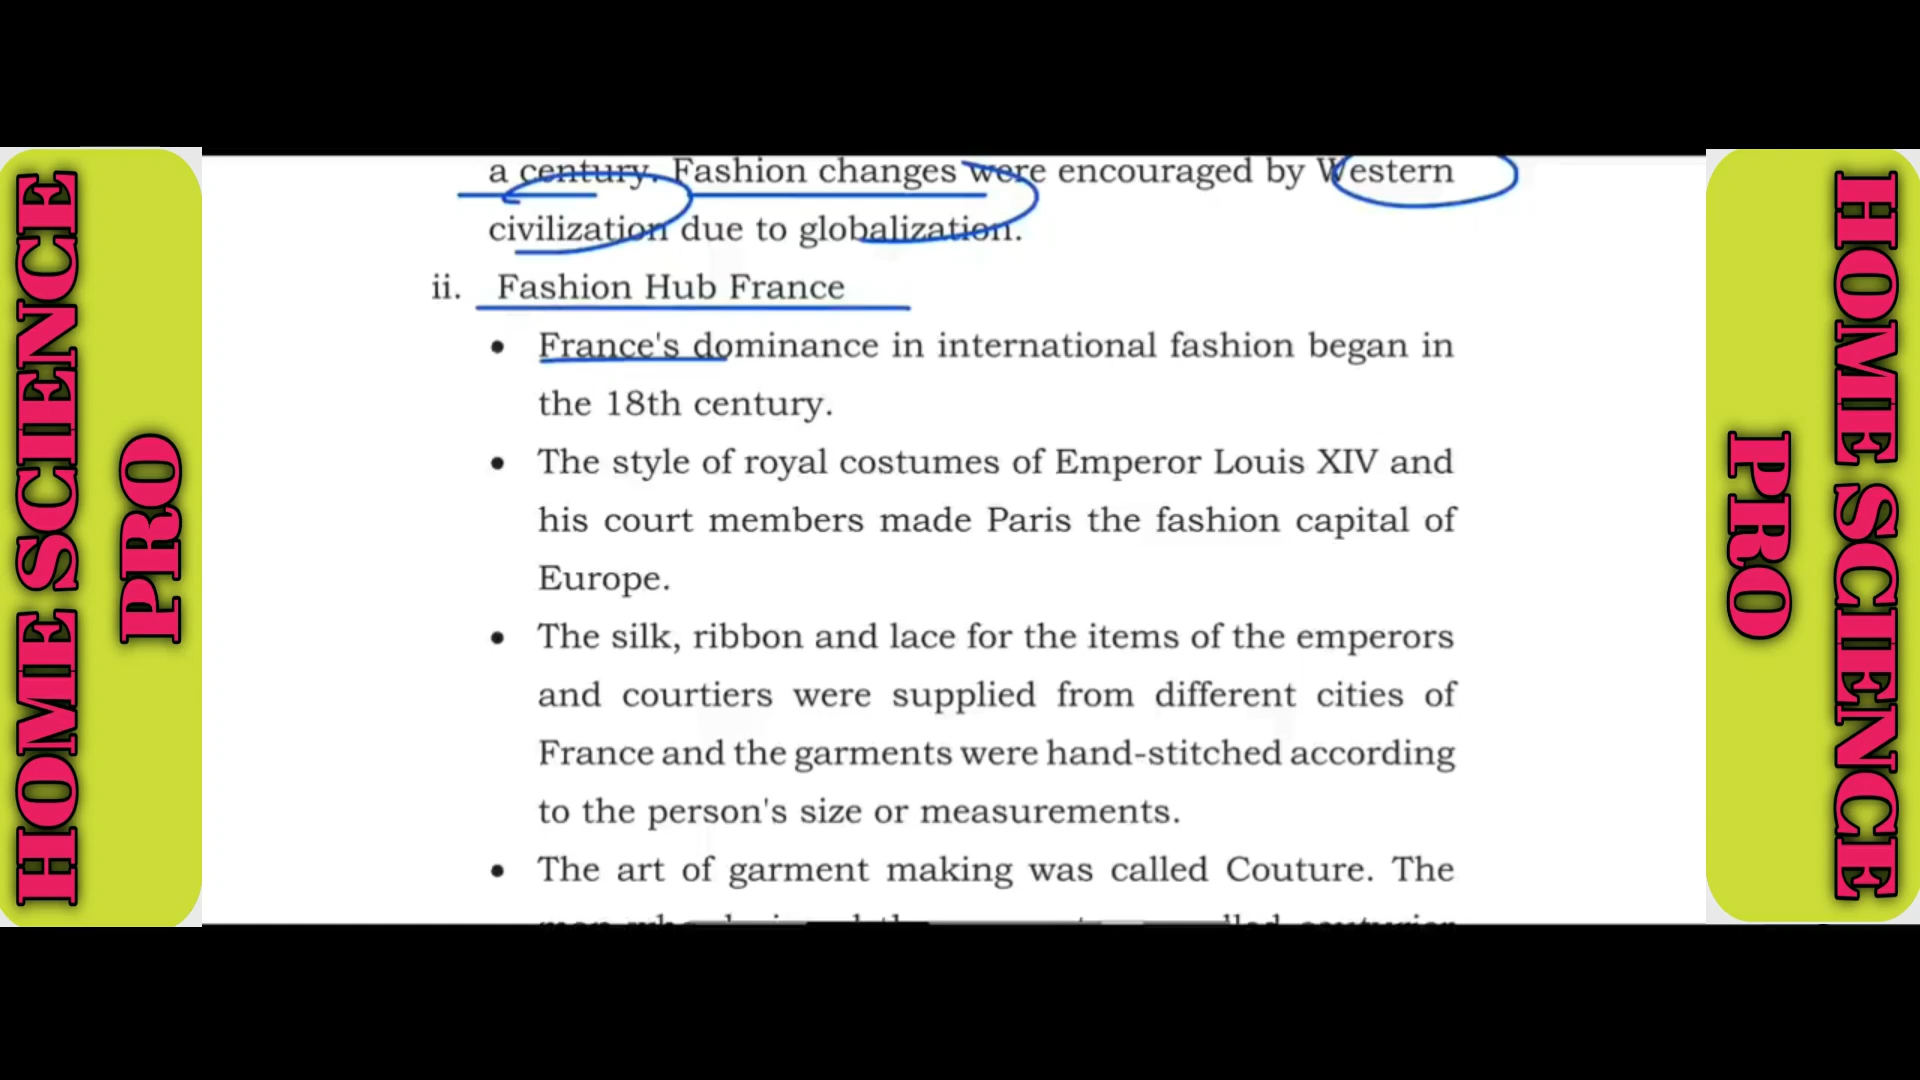 HOME SCIENCE
PRO
a century. Fashion changes were encouraged by Western
civilization due to globalization.
ii. Fashion Hub France
• France's dominance in international fashion began in
the 18th century.
• The style of royal costumes of Emperor Louis XIV and
his court members made Paris the fashion capital of
Europe.
• The silk, ribbon and lace for the items of the emperors
and courtiers were supplied from different cities of
France and the garments were hand-stitched according
to the person's size or measurements.
• The art of garment making was called Couture. The
HOME SCIENCE
PRO